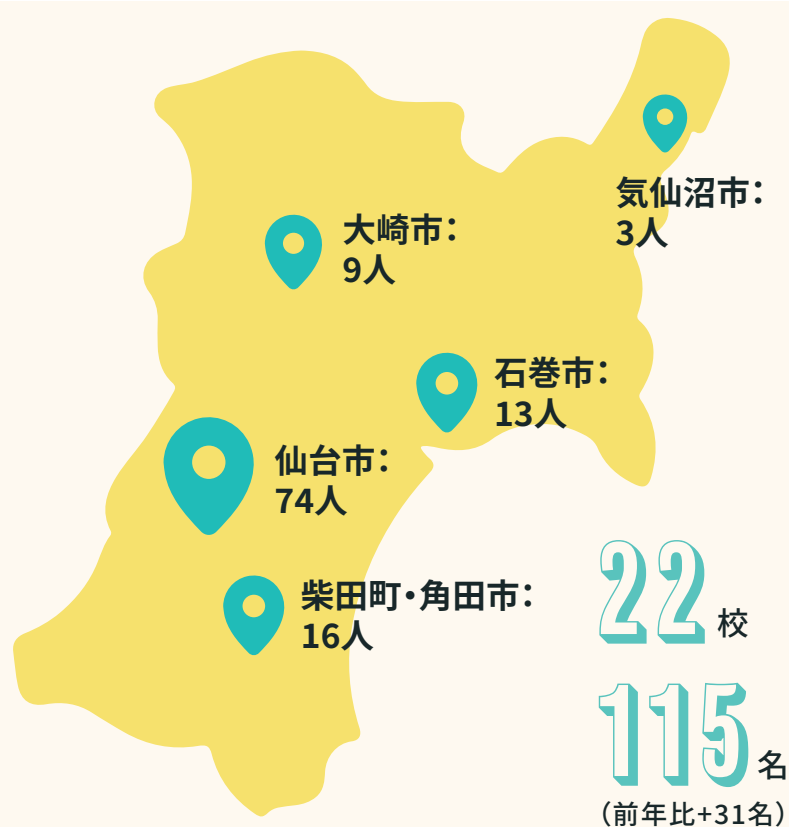 気仙沼市：
3人
大崎市：
9人
石巻市：
13人
仙台市：
74人
柴田町・角田市：
16人
22校
115名
（前年比+31名）